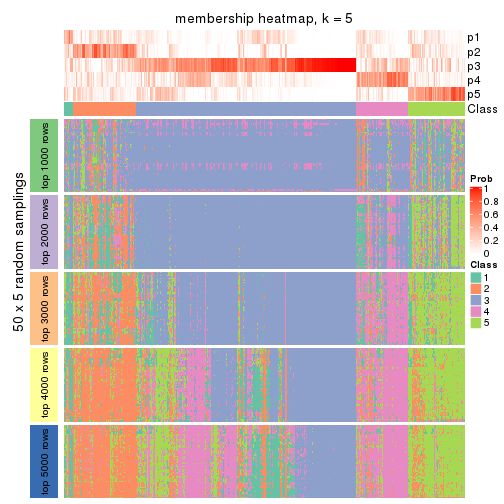 membership heatmap, k = 5
p1
p2
p3
p4
p5
Class
50 x 5 random samplings
top 1000 rows
top 2000 rows
top 3000 rows
top 4000 rows
top 5000 rows
Prob
1
0.8
0.6
0.4
0.2
0
Class
1
2
3
4
5